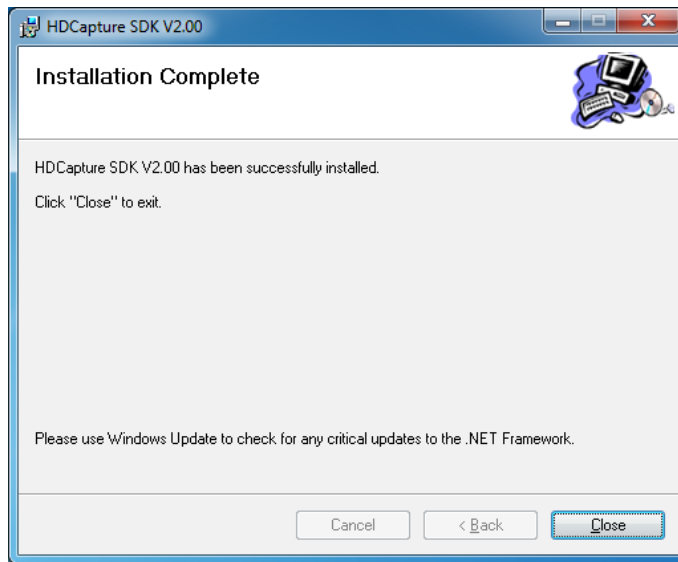 HDCapture SDK V2.00
Installation Complete
HDCapture SDK V2.00 has been successfully installed.
Click "Close" to exit.
Please use Windows Update to check for any critical updates to the .NET Framework.
Cancel < Back Close